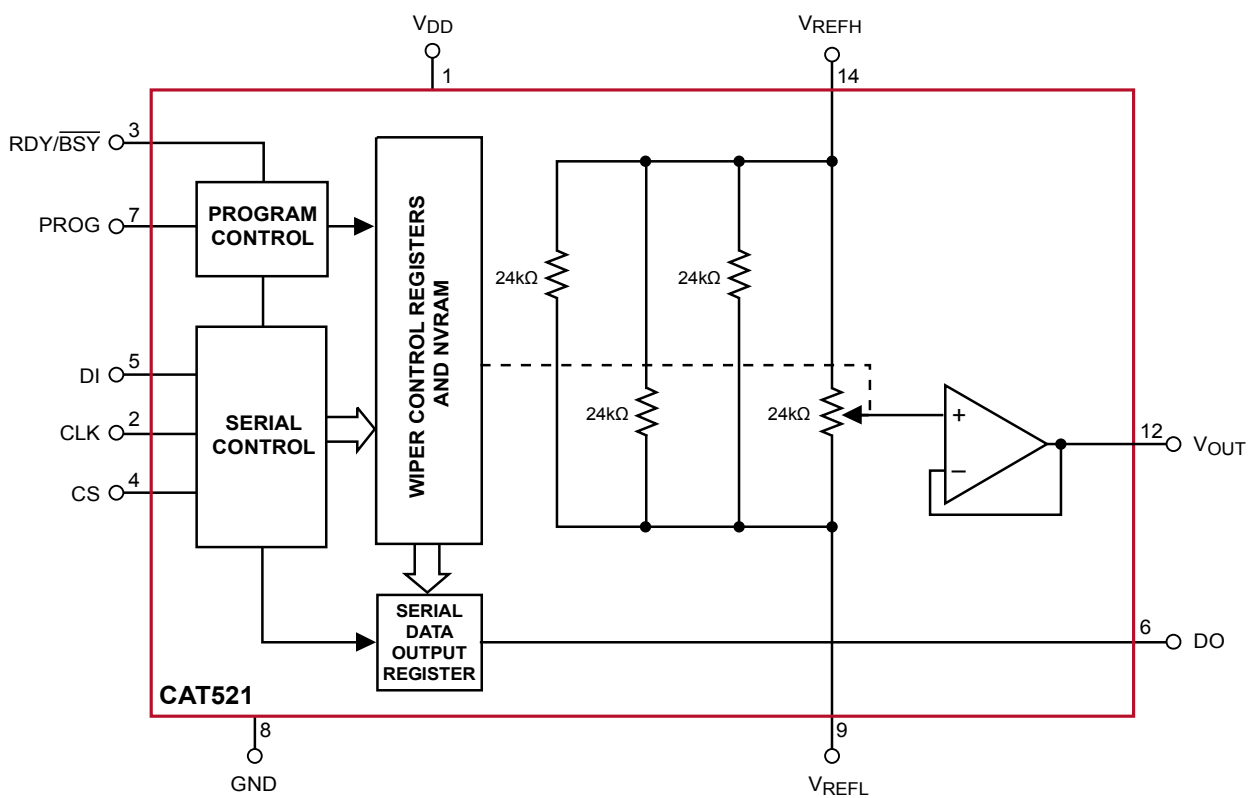 VDD
1
VREFH
14
RDY/BSY
3
PROG
7
PROGRAM
CONTROL
WIPER CONTROL REGISTERS
AND NVRAM
24kΩ
24kΩ
DI
5
CLK
2
CS
4
SERIAL
CONTROL
24kΩ
24kΩ
+
–
12
VOUT
SERIAL
DATA
OUTPUT
REGISTER
6
DO
CAT521
8
GND
9
VREFL